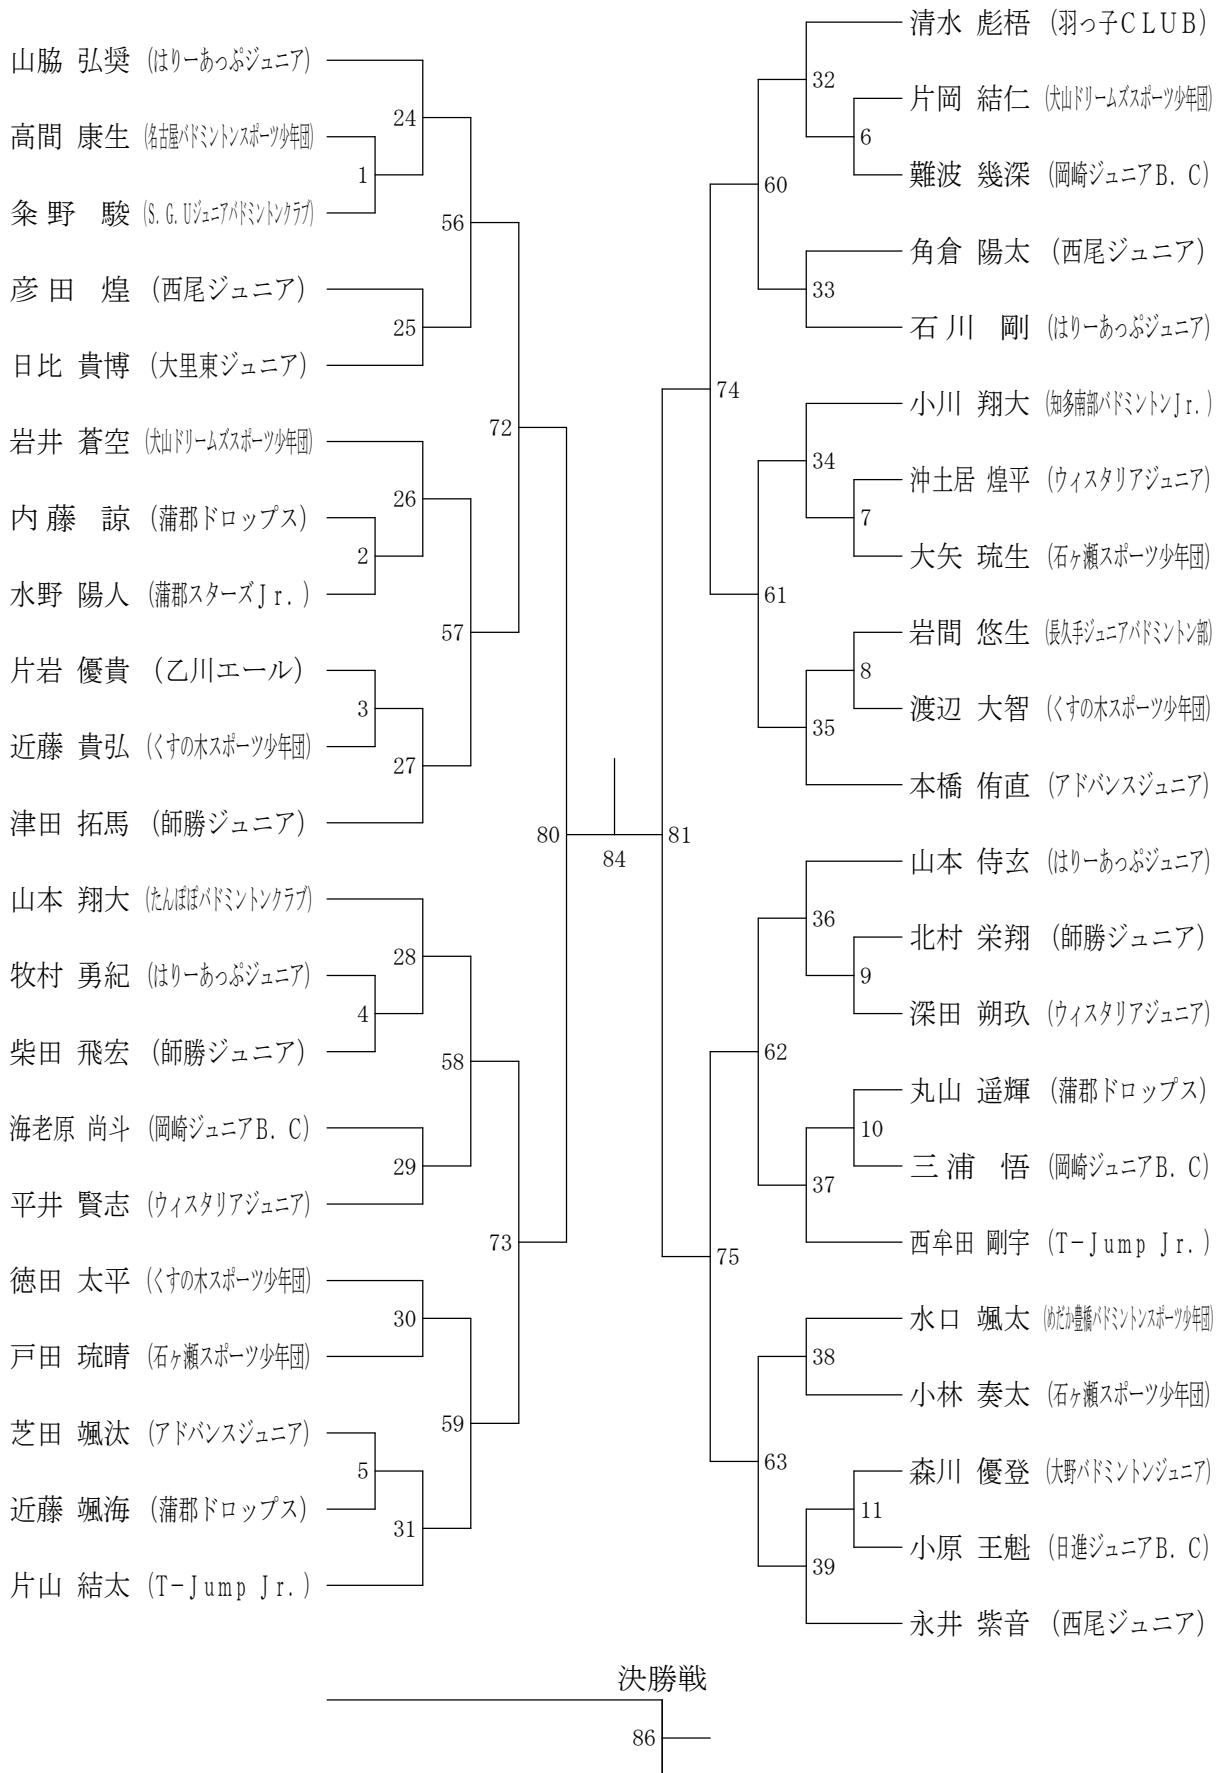 山脇 弘奨 (はりーあっぷジュニア)
24
高間 康生 (名古屋バドミントンスポーツ少年団)
1
粂野 駿 (S.G.Uジュニアバドミントンクラブ)
56
彦田 煌 (西尾ジュニア)
25
日比 貴博 (大里東ジュニア)
72
岩井 蒼空 (犬山ドリームズスポーツ少年団)
26
内藤 諒 (蒲郡ドロップス)
2
水野 陽人 (蒲郡スターズJr.)
57
片岩 優貴 (乙川エール)
3
近藤 貴弘 (くすの木スポーツ少年団)
27
津田 拓馬 (師勝ジュニア)
80
84
山本 翔大 (たんぽぽバドミントンクラブ)
28
牧村 勇紀 (はりーあっぷジュニア)
4
柴田 飛宏 (師勝ジュニア)
58
海老原 尚斗 (岡崎ジュニアB.C)
29
平井 賢志 (ウィスタリアジュニア)
73
徳田 太平 (くすの木スポーツ少年団)
30
戸田 琉晴 (石ヶ瀬スポーツ少年団)
59
芝田 颯汰 (アドバンスジュニア)
5
近藤 颯海 (蒲郡ドロップス)
31
片山 結太 (T-Jump Jr.)
清水 彪梧 (羽っ子CLUB)
32
片岡 結仁 (犬山ドリームズスポーツ少年団)
6
難波 幾深 (岡崎ジュニアB.C)
60
角倉 陽太 (西尾ジュニア)
33
石川 剛 (はりーあっぷジュニア)
74
小川 翔大 (知多南部バドミントンJr.)
34
沖土居 煌平 (ウィスタリアジュニア)
7
大矢 琉生 (石ヶ瀬スポーツ少年団)
61
岩間 悠生 (長久手ジュニアバドミントン部)
8
渡辺 大智 (くすの木スポーツ少年団)
35
本橋 侑直 (アドバンスジュニア)
81
山本 侍玄 (はりーあっぷジュニア)
36
北村 栄翔 (師勝ジュニア)
9
深田 朔玖 (ウィスタリアジュニア)
62
丸山 遥輝 (蒲郡ドロップス)
10
三浦 悟 (岡崎ジュニアB.C)
37
西牟田 剛宇 (T-Jump Jr.)
75
水口 颯太 (めだか豊橋バドミントンスポーツ少年団)
38
小林 奏太 (石ヶ瀬スポーツ少年団)
63
森川 優登 (大野バドミントンジュニア)
11
小原 王魁 (日進ジュニアB.C)
39
永井 紫音 (西尾ジュニア)
決勝戦
86